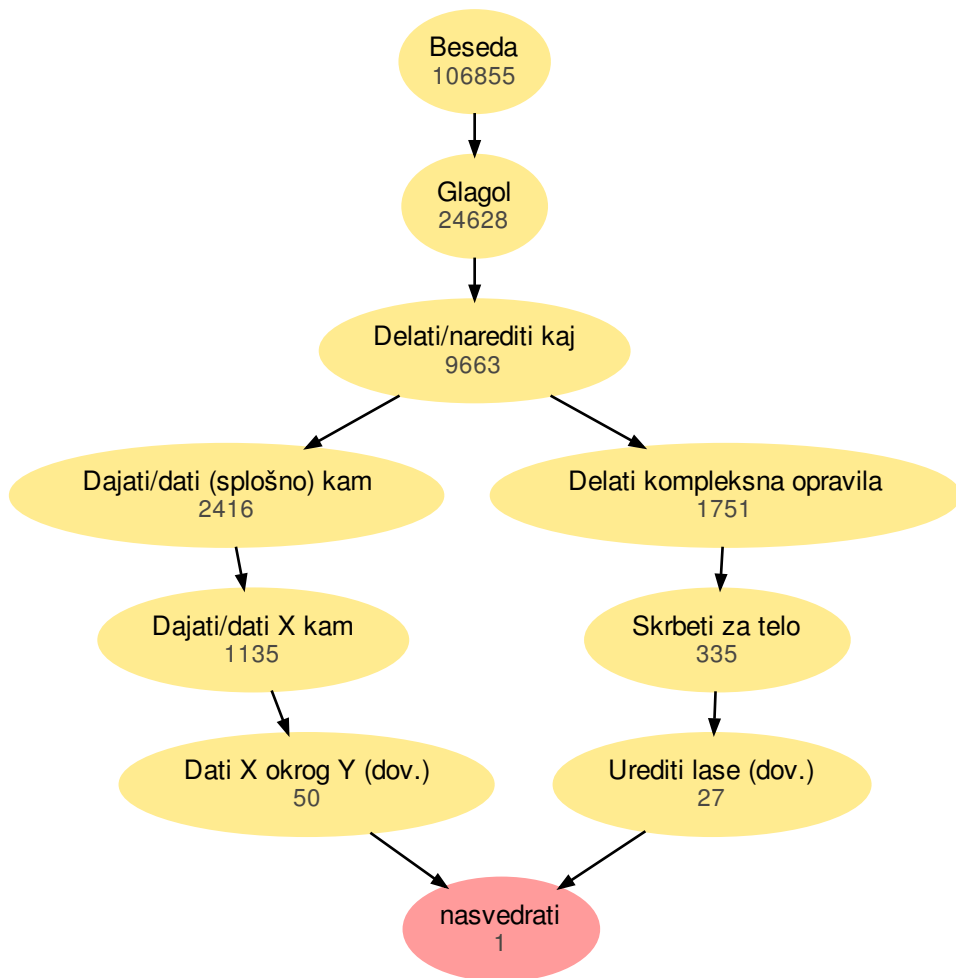 Beseda
106855
Glagol
24628
Delati/narediti kaj
9663
Dajati/dati (splošno) kam
2416
Delati kompleksna opravila
1751
Dajati/dati X kam
1135
Skrbeti za telo
335
Dati X okrog Y (dov.)
50
Urediti lase (dov.)
27
nasvedrati
1